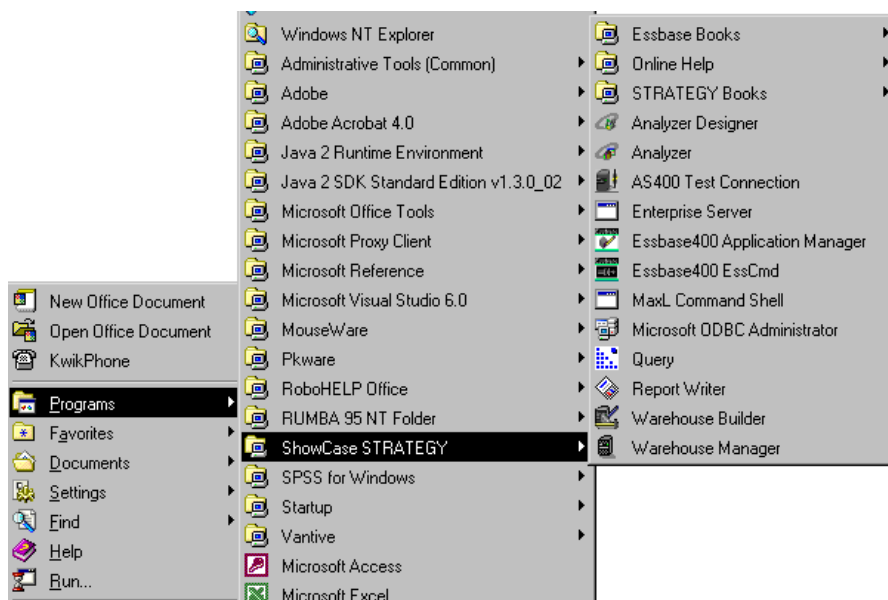 New Office Document
Open Office Document
KwikPhone
Programs
Favorites
Documents
Settings
Find
Help
Run...
Windows NT Explorer
Administrative Tools (Common)
Adobe
Adobe Acrobat 4.0
Java 2 Runtime Environment
Java 2 SDK Standard Edition v1.3.0_02
Microsoft Office Tools
Microsoft Proxy Client
Microsoft Reference
Microsoft Visual Studio 6.0
MouseWare
Pkware
RoboHELP Office
RUMBA 95 NT Folder
ShowCase STRATEGY
SPSS for Windows
Startup
Vantive
Microsoft Access
Microsoft Excel
Essbase Books
Online Help
STRATEGY Books
Analyzer Designer
Analyzer
AS400 Test Connection
Enterprise Server
Essbase400 Application Manager
Essbase400 EssCmd
MaxL Command Shell
Microsoft ODBC Administrator
Query
Report Writer
Warehouse Builder
Warehouse Manager